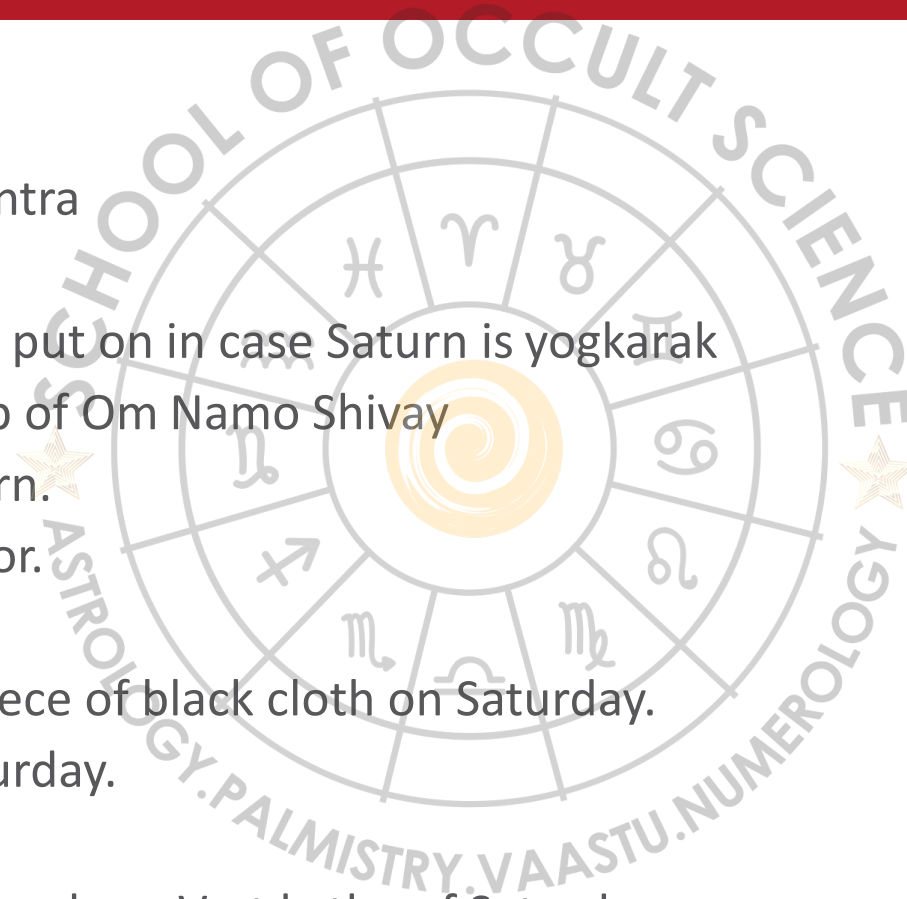 SCHOOL OF OCCULT SCIENCE
ntra
put on in case Saturn is yogkarak
of Om Namo Shivay
rn.
or.
ece of black cloth on Saturday.
urday.
ASTROLOGY.PALMISTRY.VAASTU.NUMEROLOGY